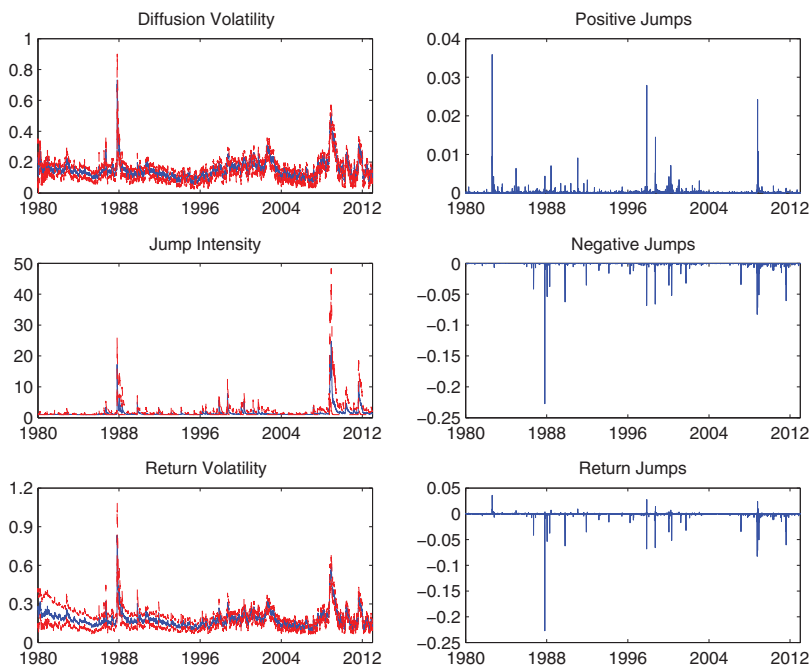 Diffusion Volatility
1
0.8
0.6
0.4
0.2
0
1980 1988 1996 2004 2012
Positive Jumps
0.04
0.03
0.02
0.01
0
1980 1988 1996 2004 2012
Jump Intensity
50
40
30
20
10
0
1980 1988 1996 2004 2012
Negative Jumps
0
−0.05
−0.1
−0.15
−0.2
−0.25
1980 1988 1996 2004 2012
Return Volatility
1.2
0.9
0.6
0.3
0
1980 1988 1996 2004 2012
Return Jumps
0.05
0
−0.05
−0.1
−0.15
−0.2
−0.25
1980 1988 1996 2004 2012